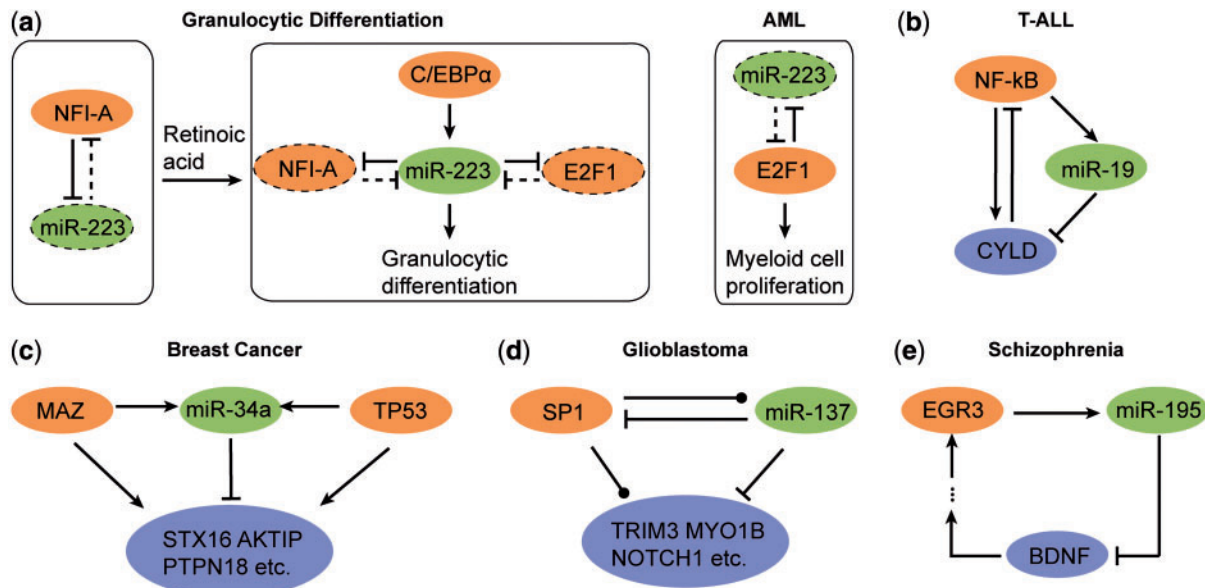 (a) Granulocytic Differentiation
NFI-A
miR-223
Retinoic
acid
C/EBPα
NFI-A
miR-223
E2F1
Granulocytic
differentiation
AML
miR-223
E2F1
Myeloid cell
proliferation
(b) T-ALL
NF-kB
miR-19
CYLD
(c) Breast Cancer
MAZ
miR-34a
TP53
STX16 AKTIP
PTPN18 etc.
(d) Glioblastoma
SP1
miR-137
TRIM3 MYO1B
NOTCH1 etc.
(e) Schizophrenia
EGR3
miR-195
BDNF